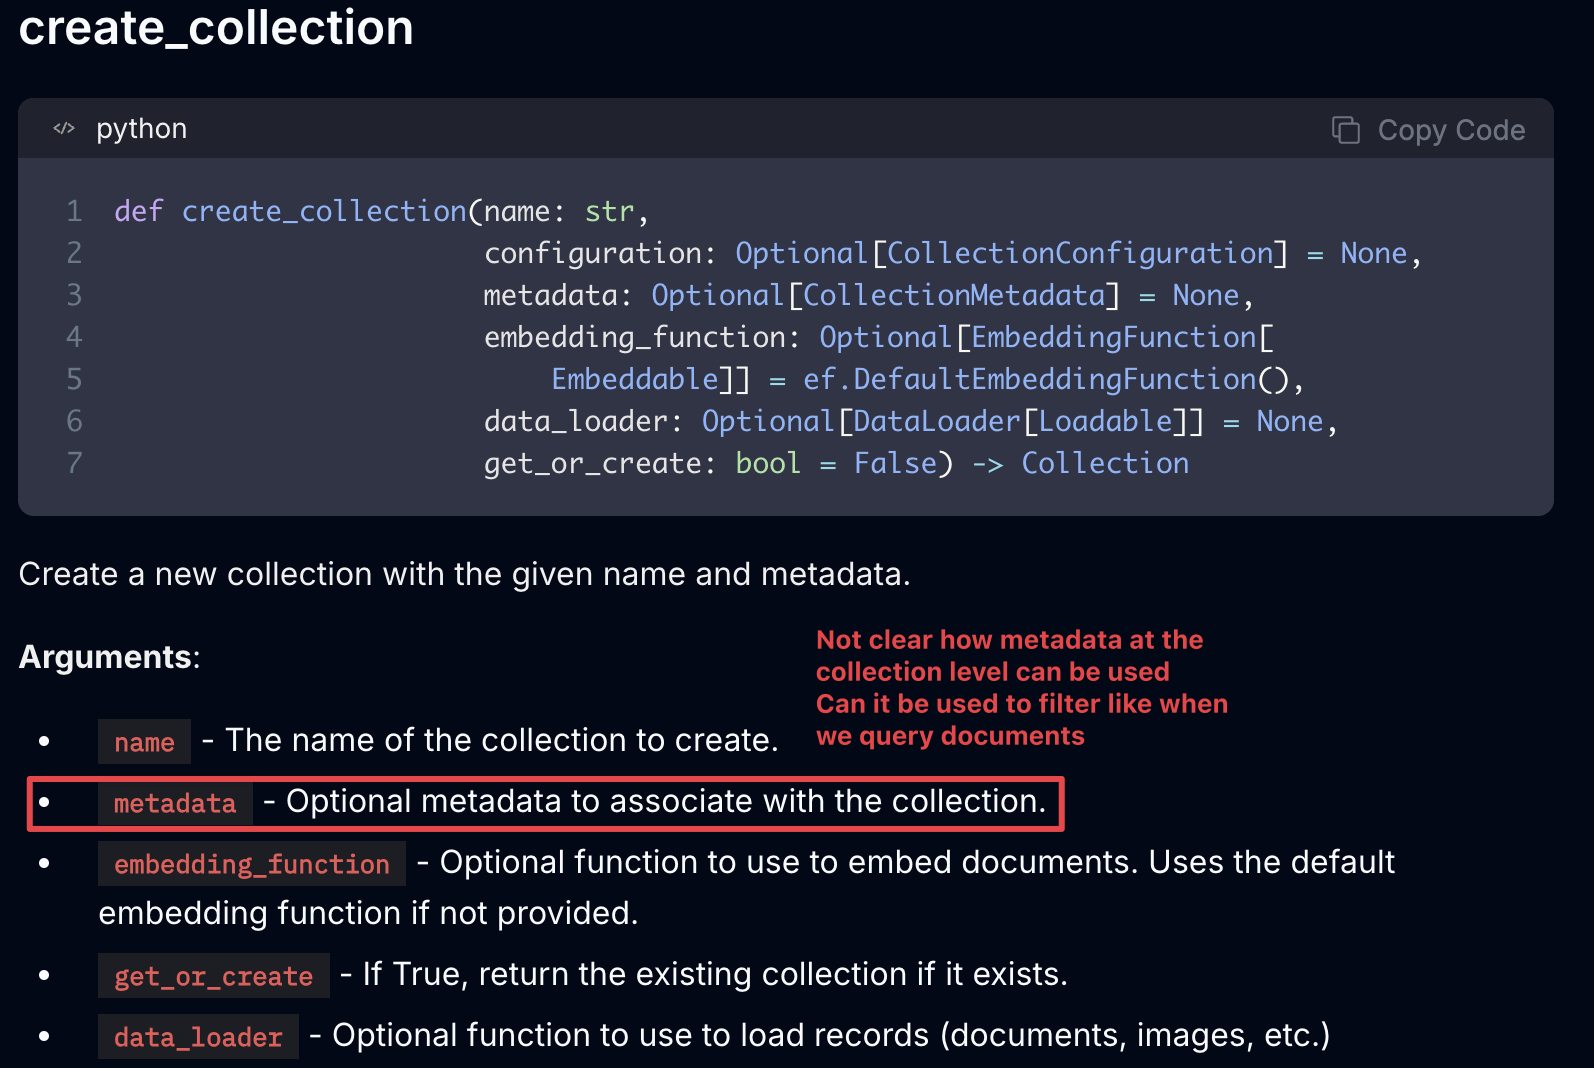 create_collection
</> python Copy Code
1 def create_collection(name: str,
2 configuration: Optional[CollectionConfiguration] = None,
3 metadata: Optional[CollectionMetadata] = None,
4 embedding_function: Optional[EmbeddingFunction[
5 Embeddable]] = ef.DefaultEmbeddingFunction(),
6 data_loader: Optional[DataLoader[Loadable]] = None,
7 get_or_create: bool = False) -> Collection
Create a new collection with the given name and metadata.
Arguments:
Not clear how metadata at the
collection level can be used
Can it be used to filter like when
we query documents
• name - The name of the collection to create.
• metadata - Optional metadata to associate with the collection.
• embedding_function - Optional function to use to embed documents. Uses the default
embedding function if not provided.
• get_or_create - If True, return the existing collection if it exists.
• data_loader - Optional function to use to load records (documents, images, etc.)